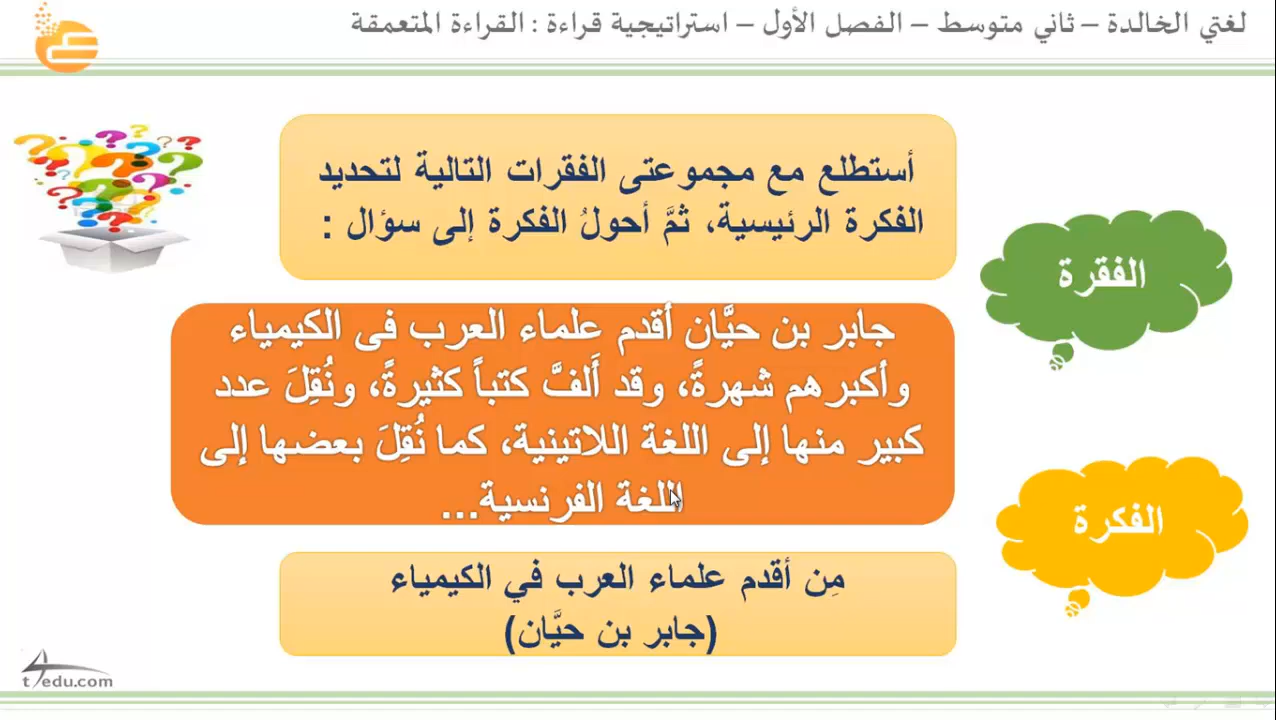 لغتي الخالدة – ثاني متوسط – الفصل الأول – استراتيجية قراءة : القراءة المتعمقة
أستطلع مع مجموعتى الفقرات التالية لتحديد
الفكرة الرئيسية، ثمَّ أحولُ الفكرة إلى سؤال :
الفقرة
جابر بن حيَّان أقدم علماء العرب فى الكيمياء
وأكبرهم شهرةً، وقد أَلفَّ كتباً كثيرةً، ونُقِلَ عدد
كبير منها إلى اللغة اللاتينية، كما نُقِلَ بعضها إلى
اللغة الفرنسية...
الفكرة
مِن أقدم علماء العرب في الكيمياء
(جابر بن حيَّان)
t4edu.com